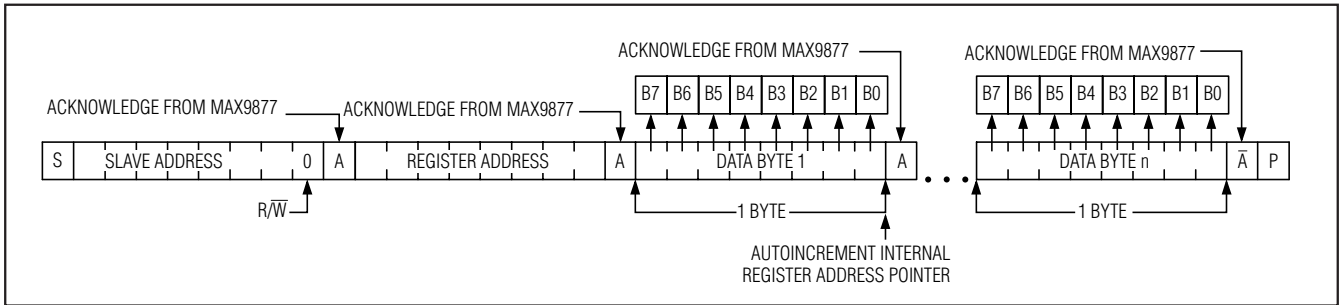 ACKNOWLEDGE FROM MAX9877
ACKNOWLEDGE FROM MAX9877
B7 B6 B5 B4 B3 B2 B1 B0
B7 B6 B5 B4 B3 B2 B1 B0
ACKNOWLEDGE FROM MAX9877
ACKNOWLEDGE FROM MAX9877
S SLAVE ADDRESS 0 A REGISTER ADDRESS A DATA BYTE 1 A • • • • DATA BYTE n A̅ P
R/W̅
1 BYTE
1 BYTE
AUTOINCREMENT INTERNAL
REGISTER ADDRESS POINTER